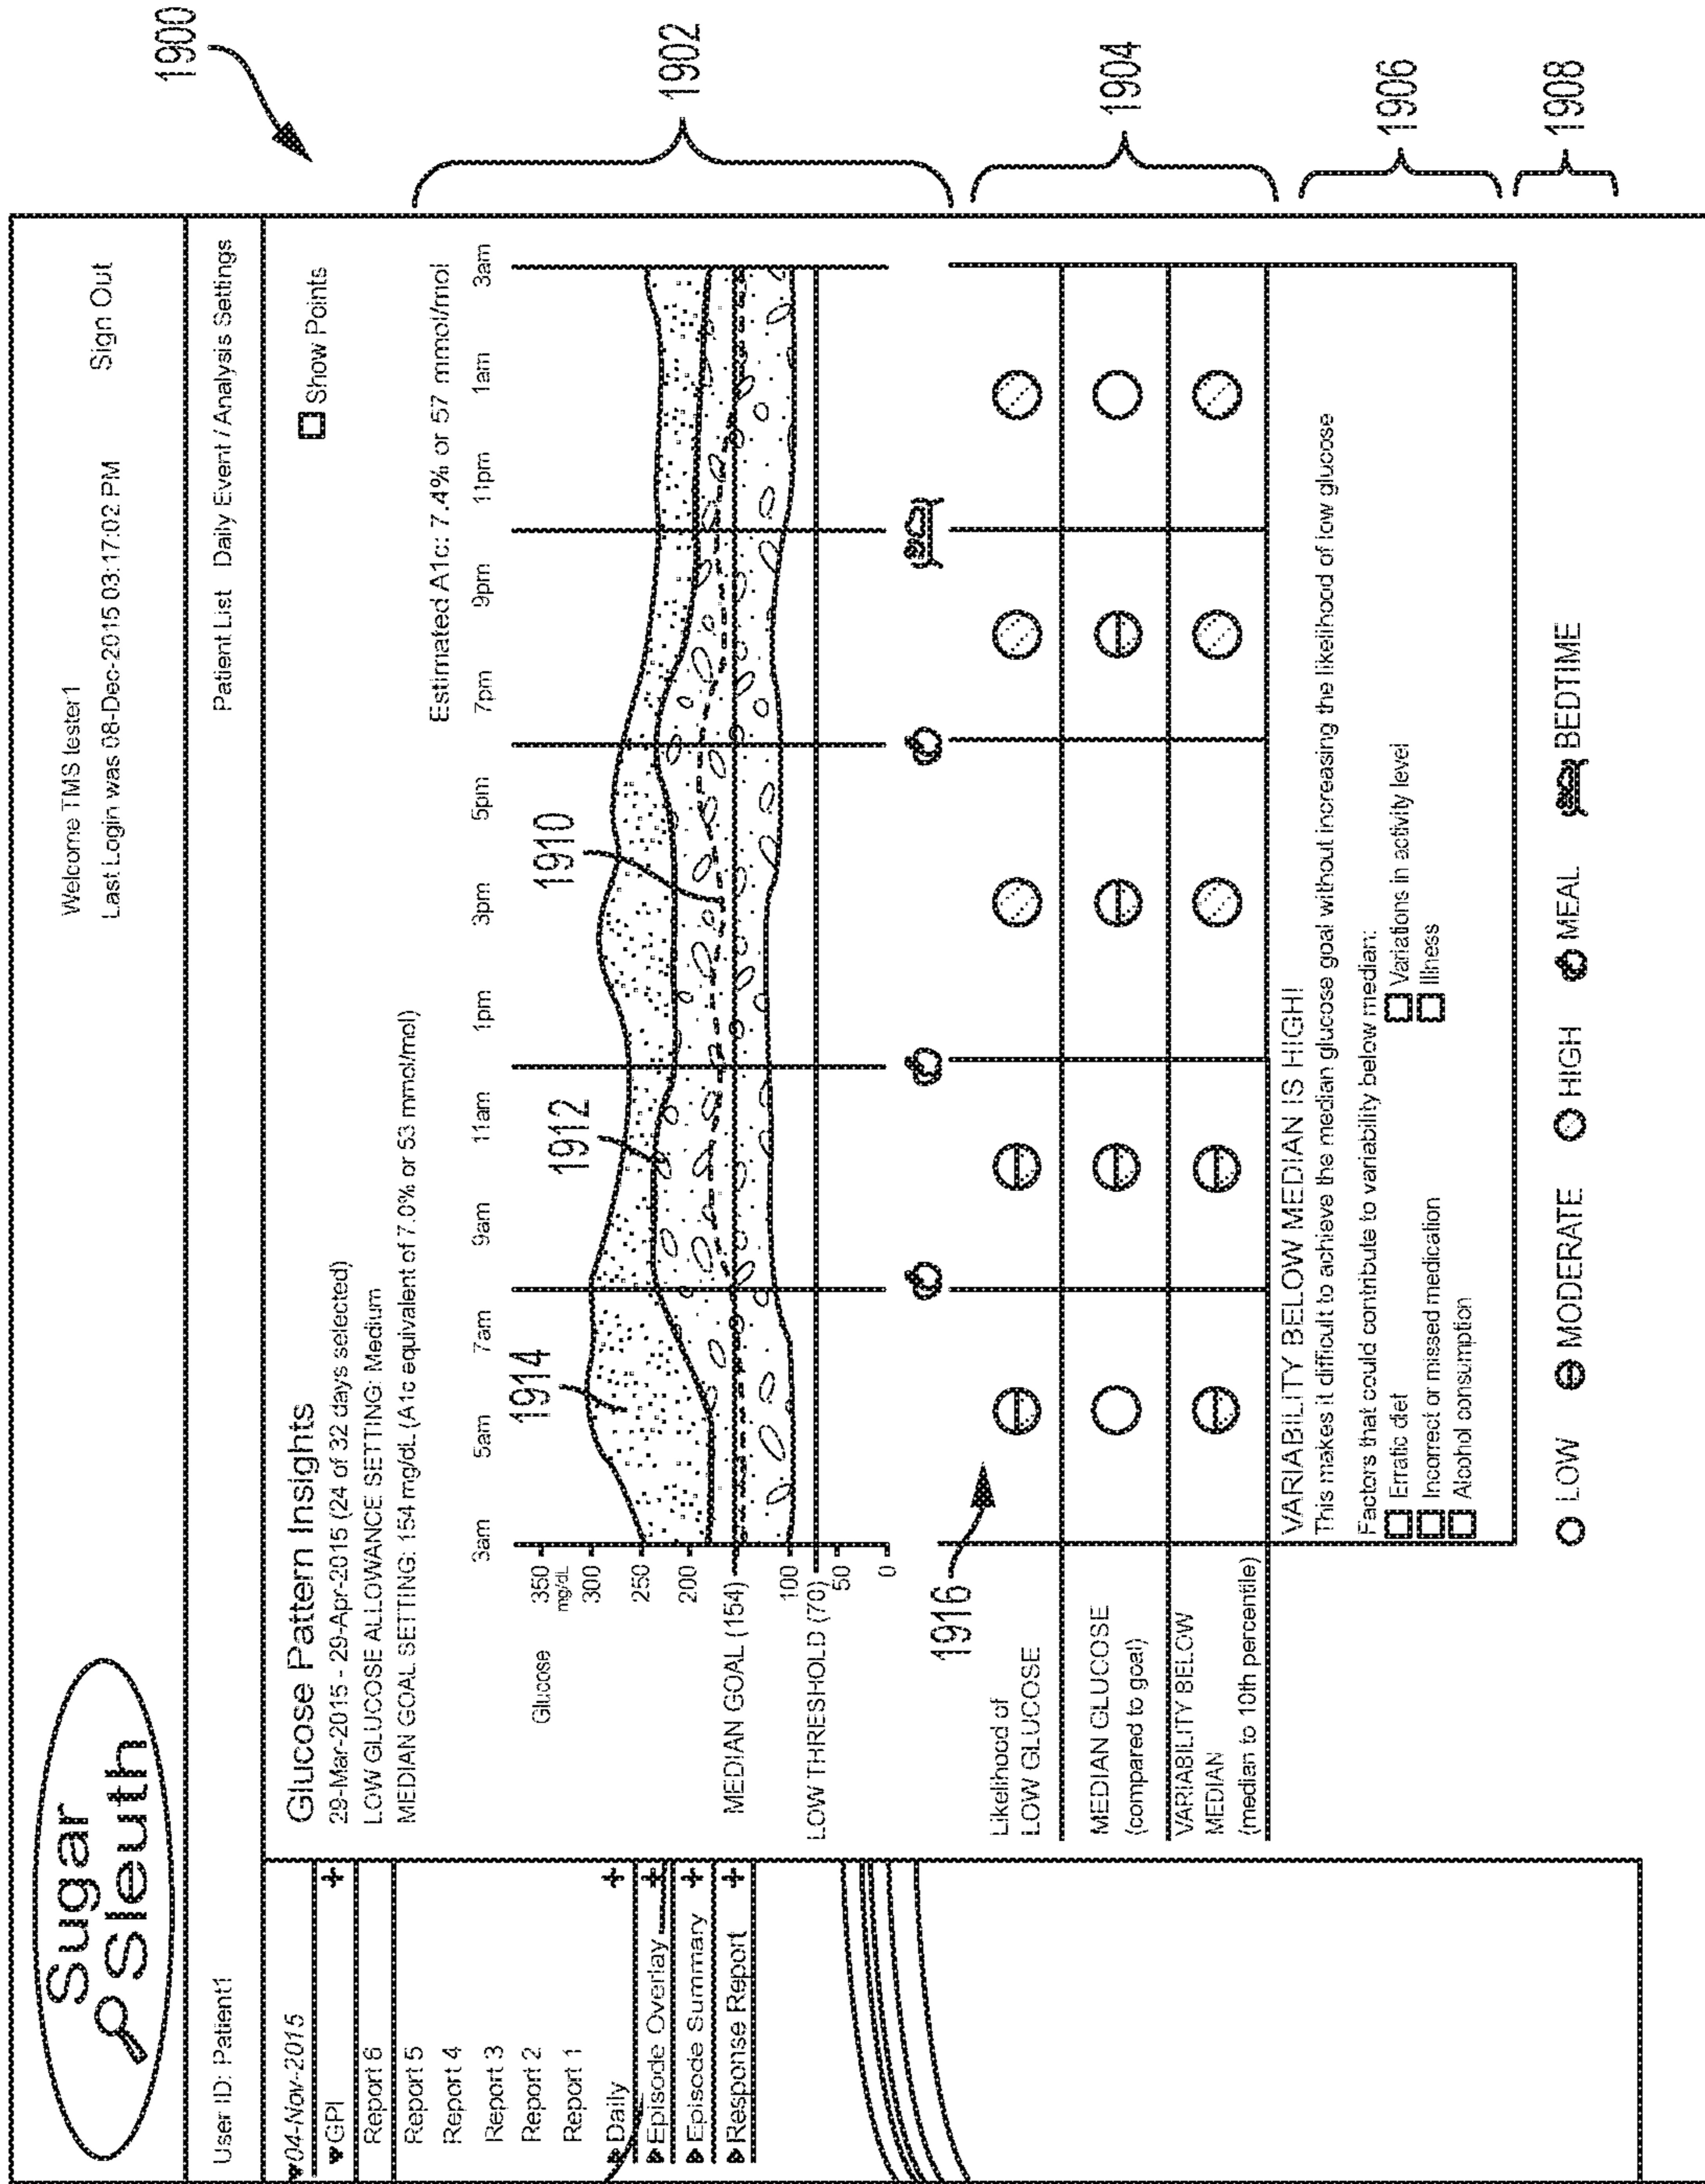 Sugar
Sleuth
Welcome TMS tester1
Last Login was 08-Dec-2015 03:17:02 PM
Sign Out
User ID: Patient1
Patient List
Daily Event / Analysis Settings
04-Nov-2015
GPI
Report 6
Report 5
Report 4
Report 3
Report 2
Report 1
Daily
Episode Overlay
Episode Summary
Response Report
Glucose Pattern Insights
29-Mar-2015 - 29-Apr-2015 (24 of 32 days selected)
LOW GLUCOSE ALLOWANCE SETTING: Medium
MEDIAN GOAL SETTING: 154 mg/dL (A1c equivalent of 7.0% or 53 mmol/mol)
Show Points
Estimated A1c: 7.4% or 57 mmol/mol
3am 5am 7am 9am 11am 1pm 3pm 5pm 7pm 9pm 11pm 1am 3am
Glucose
350
mg/dL
300
250
200
MEDIAN GOAL (154)
100
LOW THRESHOLD (70)
50
0
1914
1912
1910
1916
Likelihood of
LOW GLUCOSE
MEDIAN GLUCOSE
(compared to goal)
VARIABILITY BELOW
MEDIAN
(median to 10th percentile)
VARIABILITY BELOW MEDIAN IS HIGH!
This makes it difficult to achieve the median glucose goal without increasing the likelihood of low glucose
Factors that could contribute to variability below median:
Erratic diet
Incorrect or missed medication
Alcohol consumption
Variations in activity level
Illness
LOW MODERATE HIGH MEAL BEDTIME
1900
1902
1904
1906
1908